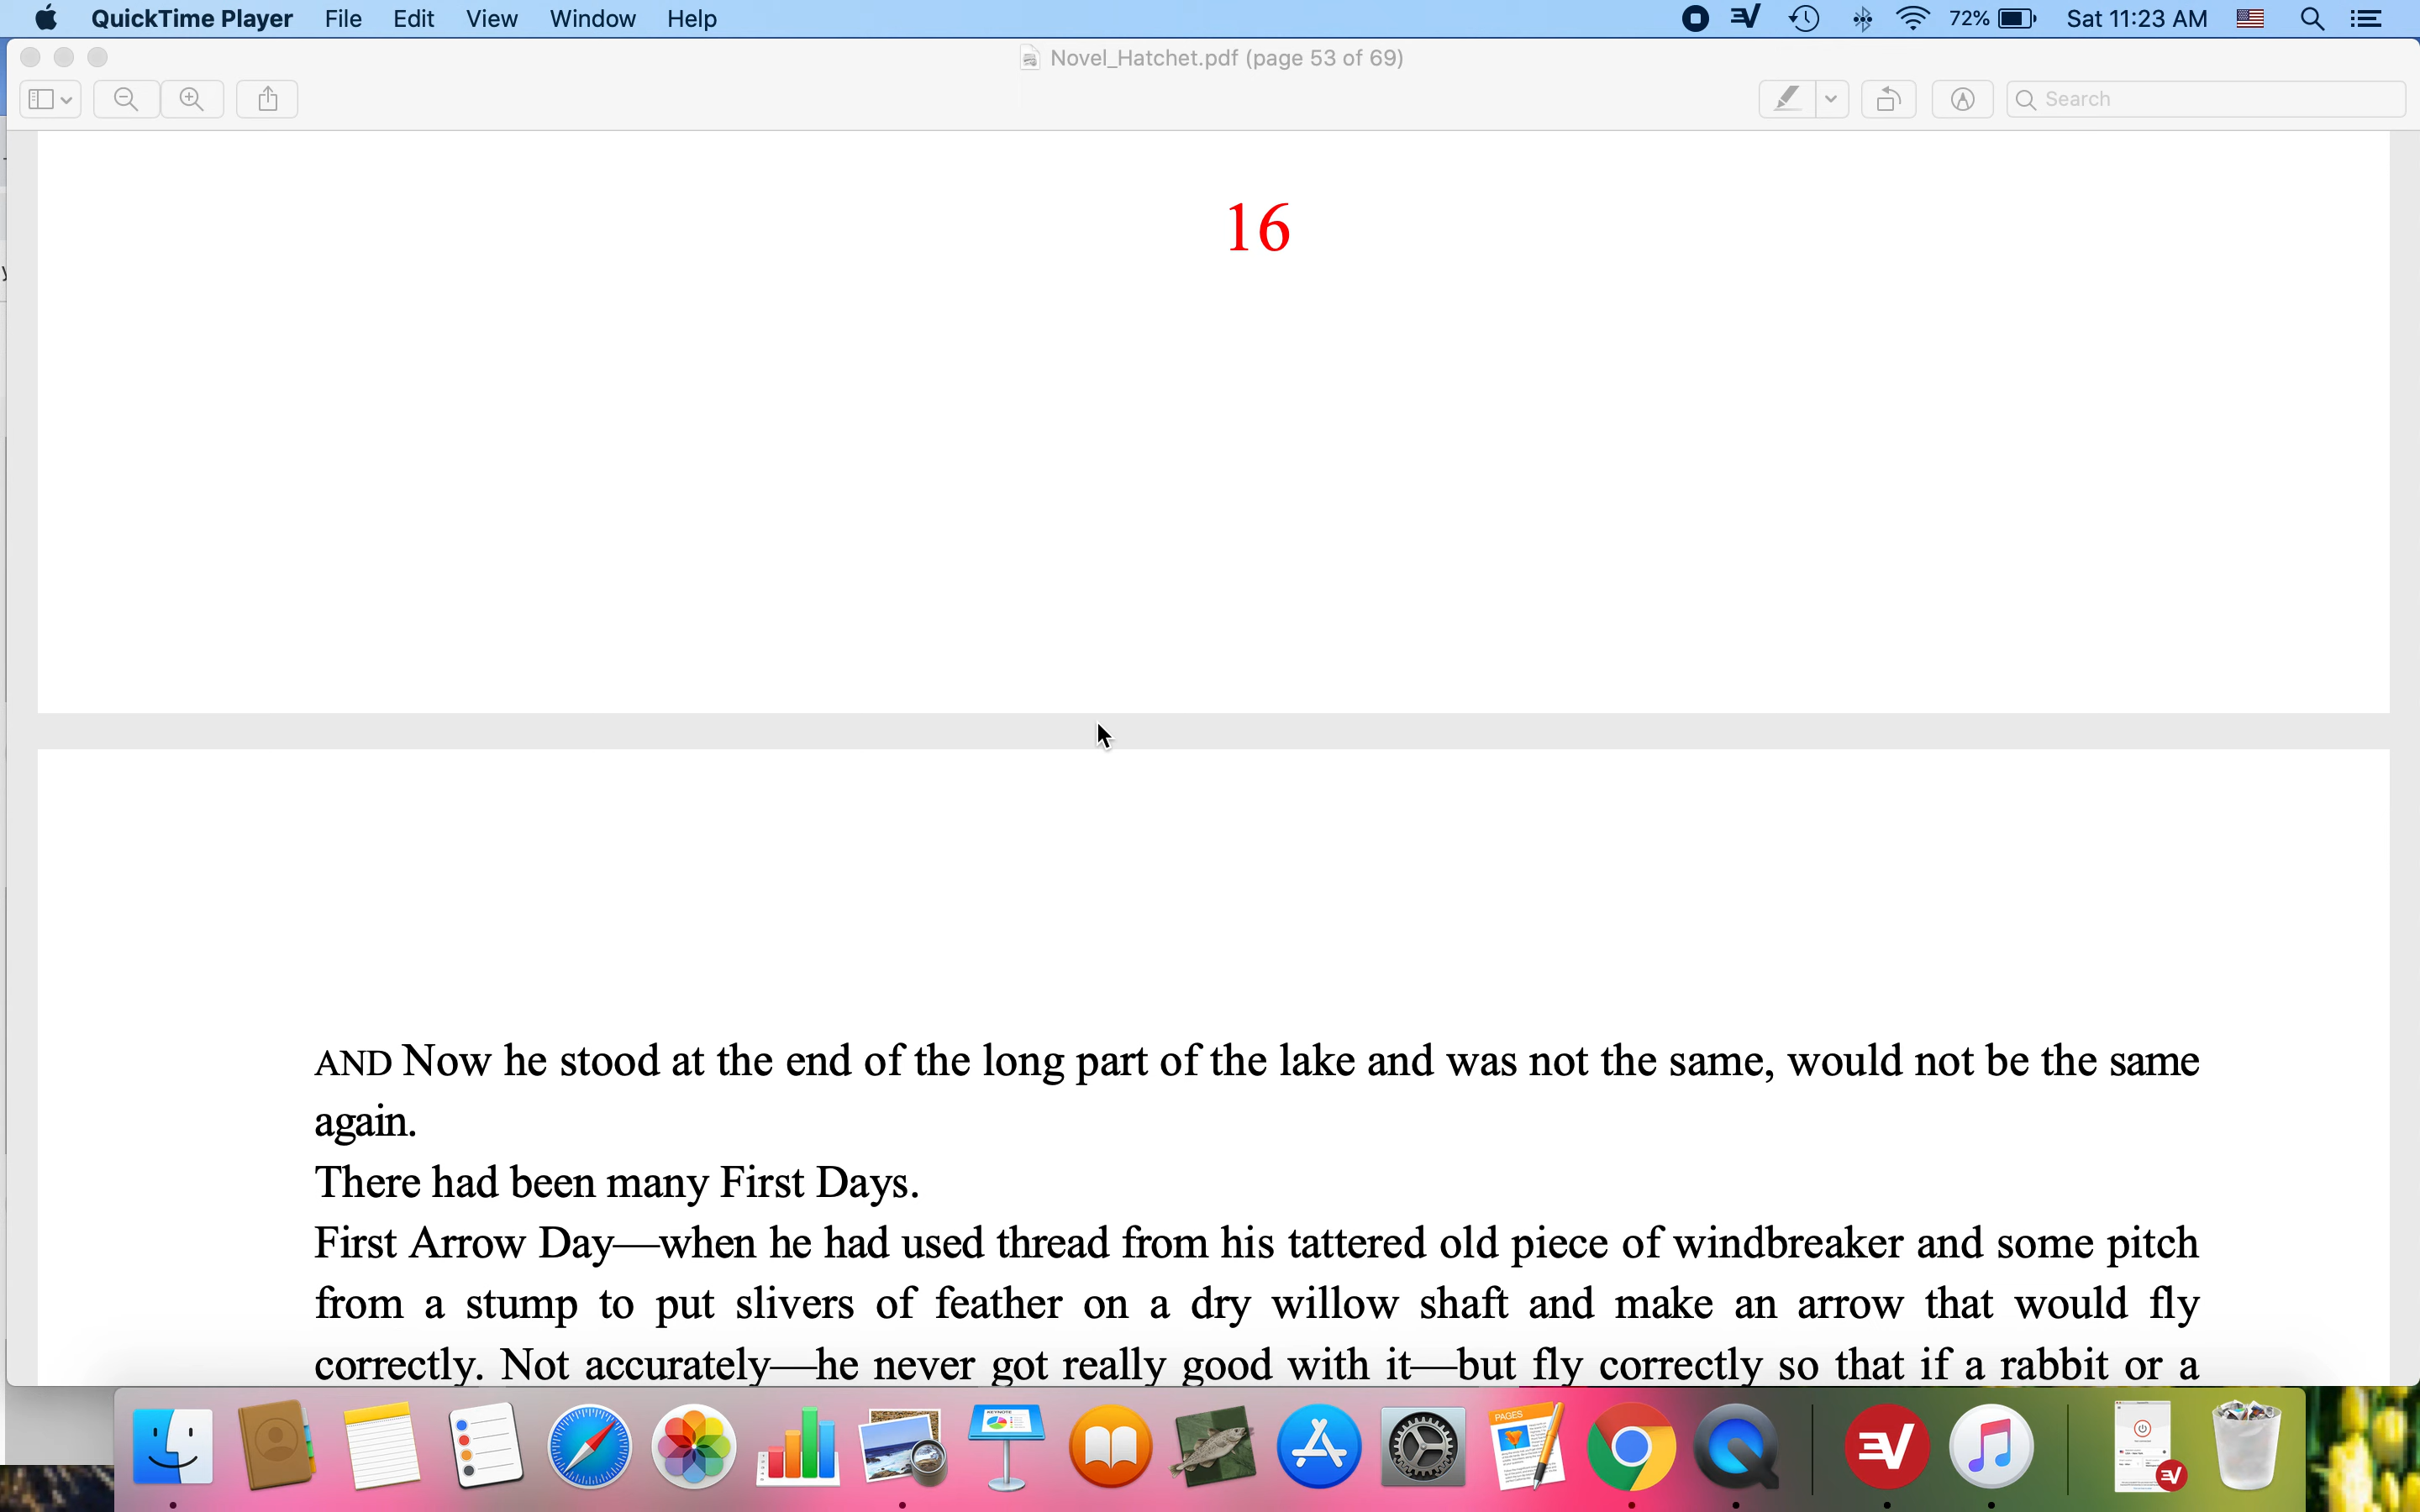 QuickTime Player File Edit View Window Help 72% Sat 11:23 AM
Novel_Hatchet.pdf (page 53 of 69)
Search
16
AND Now he stood at the end of the long part of the lake and was not the same, would not be the same
again.
There had been many First Days.
First Arrow Day—when he had used thread from his tattered old piece of windbreaker and some pitch
from a stump to put slivers of feather on a dry willow shaft and make an arrow that would fly
correctly. Not accurately—he never got really good with it—but fly correctly so that if a rabbit or a
PAGES